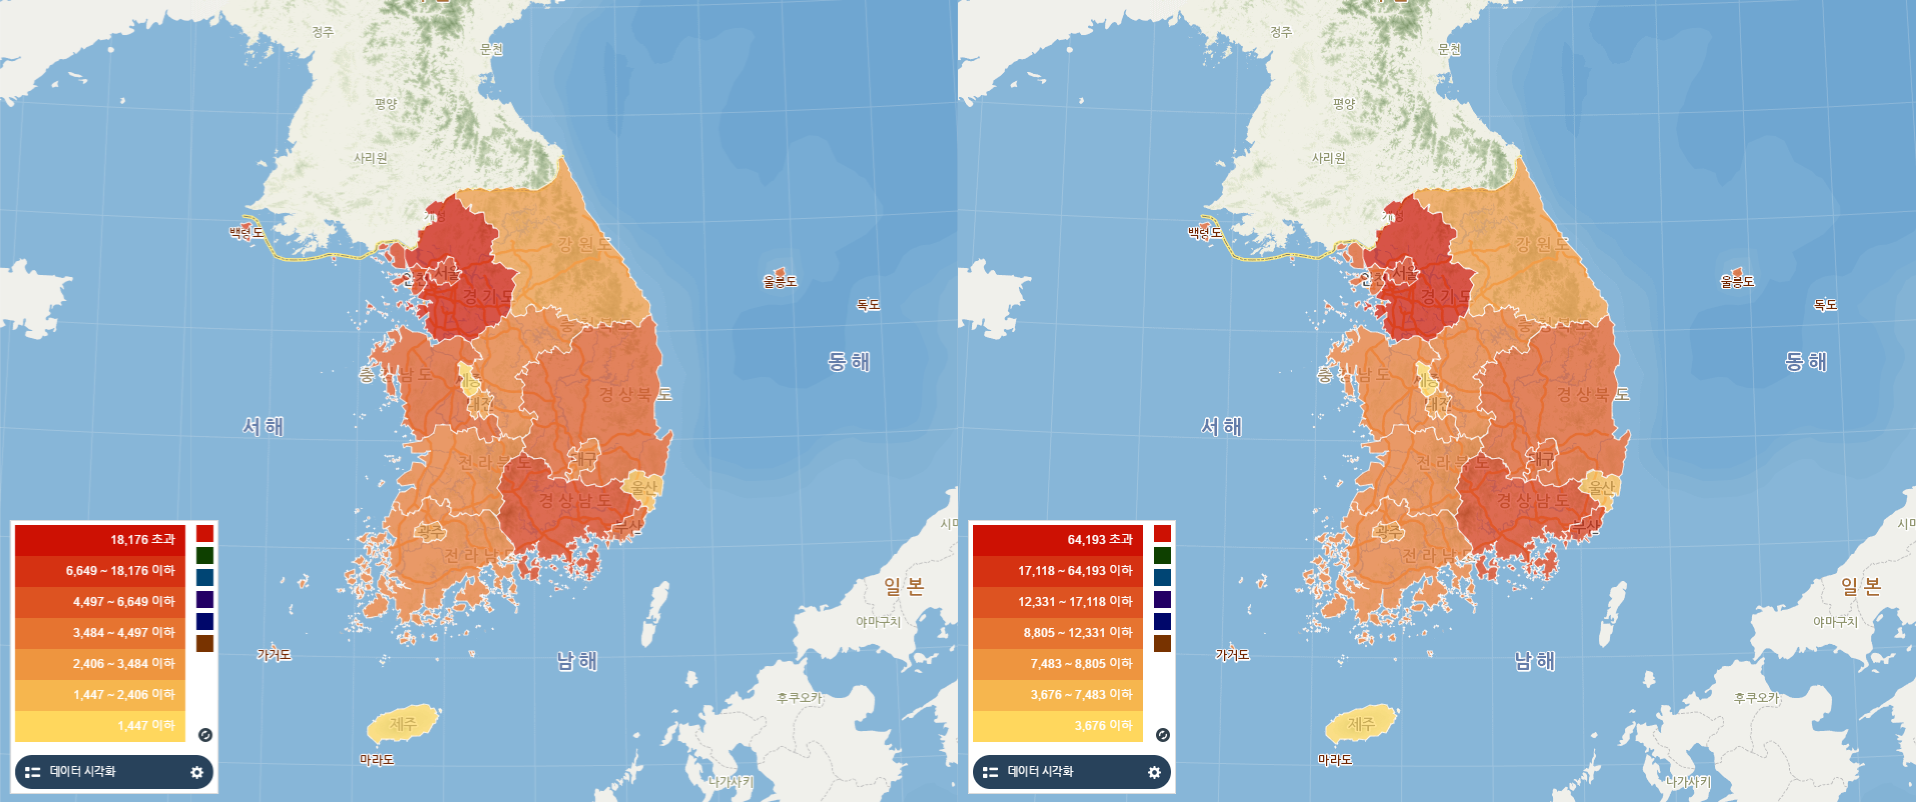 정주
문천
평양
사리원
개성
백령도
강원도
서울
인천
경기도
울릉도
독도
충청북도
동해
충청남도
세종
대전
경상북도
서해
전라북도
대구
울산
경상남도
부산
광주
전라남도
시마
일본
야마구치
가거도
남해
후쿠오카
제주
마라도
나가사키
18,176 초과
6,649 ~ 18,176 이하
4,497 ~ 6,649 이하
3,484 ~ 4,497 이하
2,406 ~ 3,484 이하
1,447 ~ 2,406 이하
1,447 이하
데이터 시각화
정주
문천
평양
사리원
개성
백령도
강원도
서울
인천
경기도
울릉도
독도
충청북도
동해
충청남도
세종
대전
경상북도
서해
전라북도
대구
울산
경상남도
부산
광주
전라남도
시마
일본
야마구치
가거도
남해
후쿠오카
제주
마라도
나가사키
64,193 초과
17,118 ~ 64,193 이하
12,331 ~ 17,118 이하
8,805 ~ 12,331 이하
7,483 ~ 8,805 이하
3,676 ~ 7,483 이하
3,676 이하
데이터 시각화